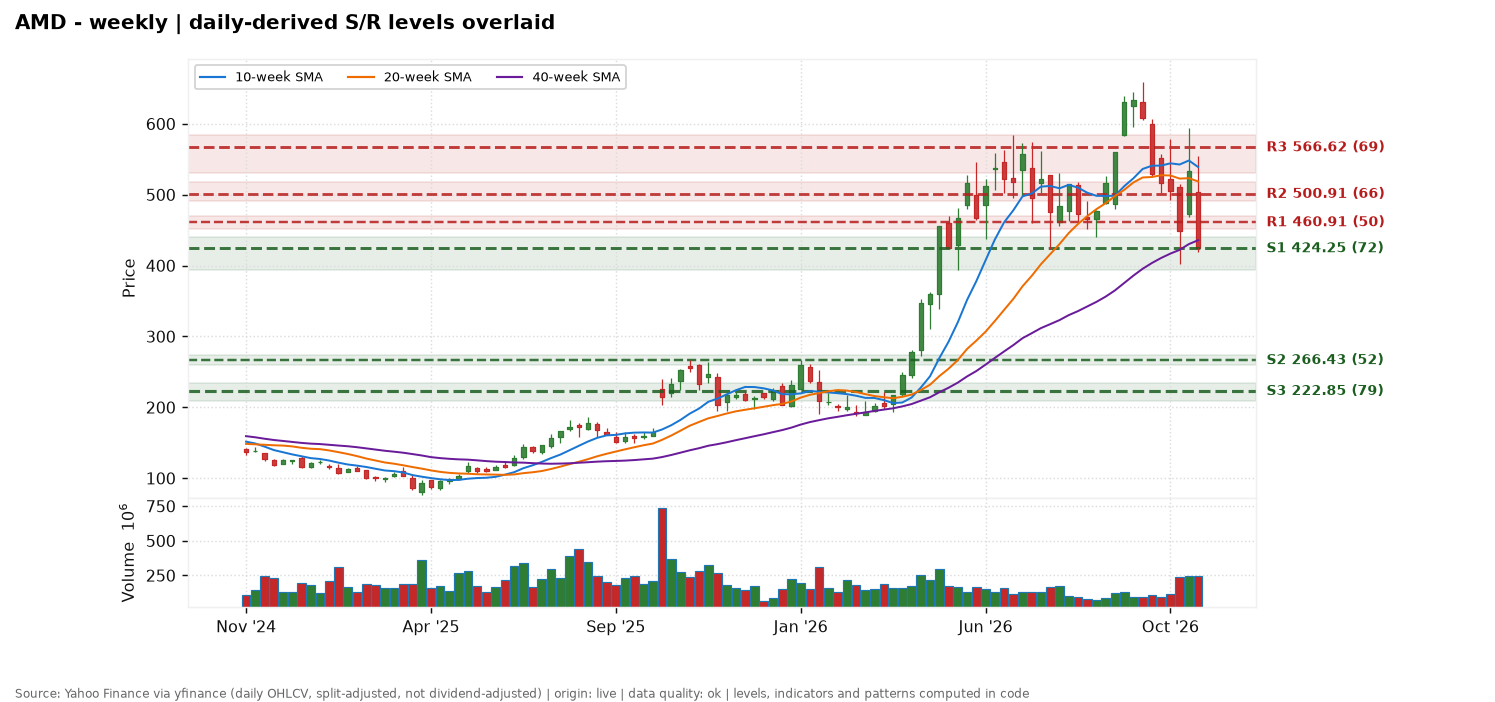 AMD - weekly | daily-derived S/R levels overlaid
10-week SMA
20-week SMA
40-week SMA
Price
600
500
400
300
200
100
R3 566.62 (69)
R2 500.91 (66)
R1 460.91 (50)
S1 424.25 (72)
S2 266.43 (52)
S3 222.85 (79)
Volume 10⁶
750
500
250
Nov '24
Apr '25
Sep '25
Jan '26
Jun '26
Oct '26
Source: Yahoo Finance via yfinance (daily OHLCV, split-adjusted, not dividend-adjusted) | origin: live | data quality: ok | levels, indicators and patterns computed in code